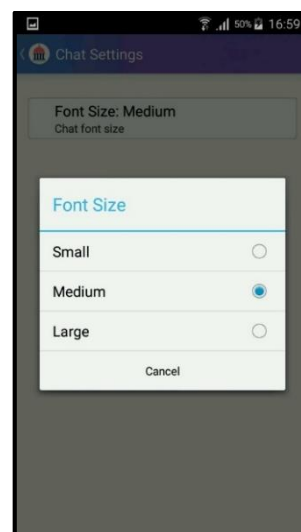 50% 16:59
Chat Settings
Font Size: Medium
Chat font size
Font Size
Small
Medium
Large
Cancel